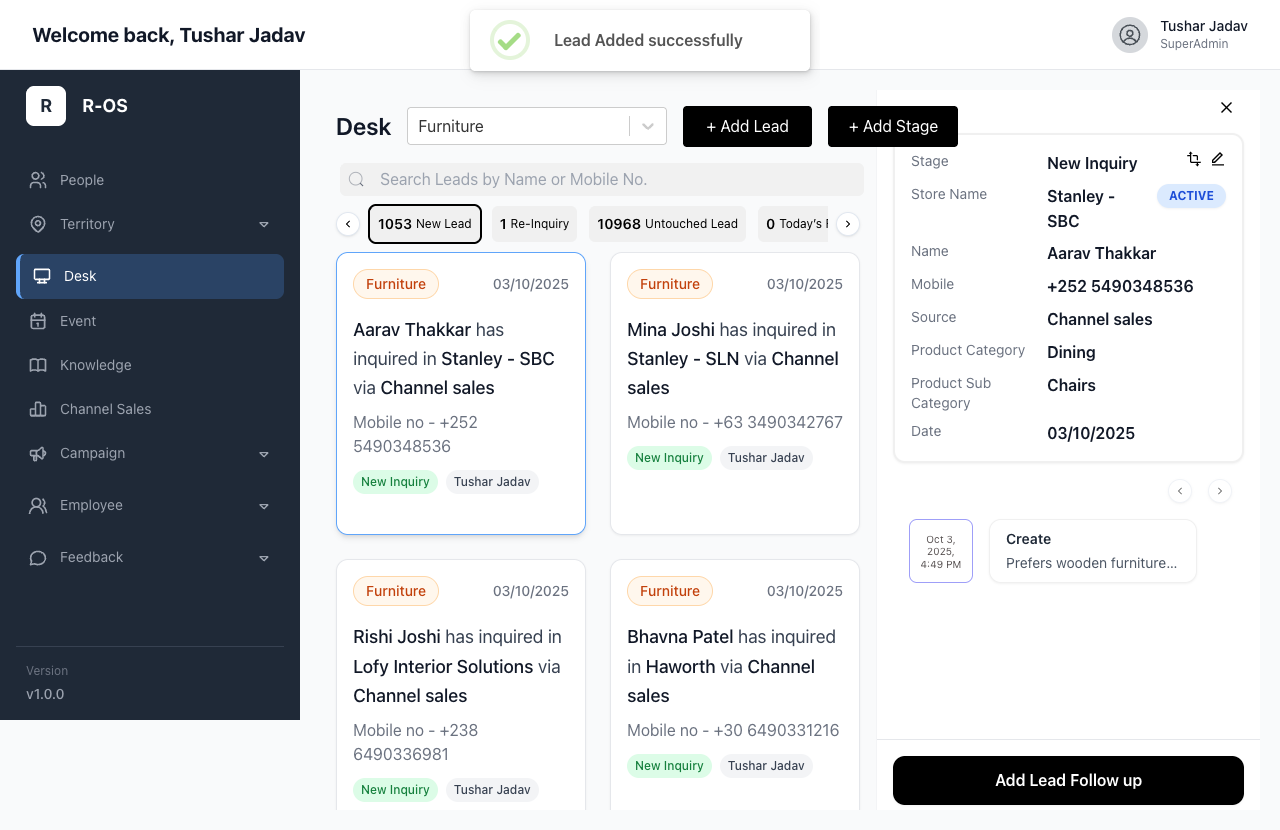 Welcome back, Tushar Jadav
Lead Added successfully
Tushar Jadav
SuperAdmin
R
R-OS
People
Territory
Desk
Event
Knowledge
Channel Sales
Campaign
Employee
Feedback
Version
v1.0.0
Desk
Furniture
+ Add Lead
+ Add Stage
Search Leads by Name or Mobile No.
1053 New Lead
1 Re-Inquiry
10968 Untouched Lead
0 Today's
Furniture
03/10/2025
Aarav Thakkar has
inquired in Stanley - SBC
via Channel sales
Mobile no - +252
5490348536
New Inquiry
Tushar Jadav
Furniture
03/10/2025
Mina Joshi has inquired in
Stanley - SLN via Channel
sales
Mobile no - +63 3490342767
New Inquiry
Tushar Jadav
Furniture
03/10/2025
Rishi Joshi has inquired in
Lofy Interior Solutions via
Channel sales
Mobile no - +238
6490336981
New Inquiry
Tushar Jadav
Furniture
03/10/2025
Bhavna Patel has inquired
in Haworth via Channel
sales
Mobile no - +30 6490331216
New Inquiry
Tushar Jadav
Stage
New Inquiry
Store Name
Stanley -
SBC
ACTIVE
Name
Aarav Thakkar
Mobile
+252 5490348536
Source
Channel sales
Product Category
Dining
Product Sub
Category
Chairs
Date
03/10/2025
Oct 3,
2025,
4:49 PM
Create
Prefers wooden furniture...
Add Lead Follow up